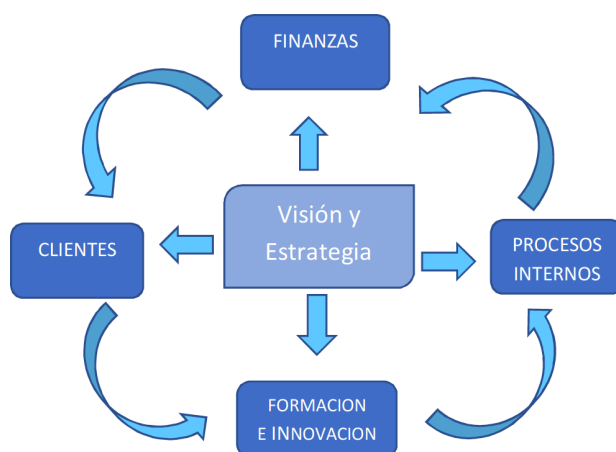 FINANZAS
Visión y
Estrategia
CLIENTES
PROCESOS
INTERNOS
FORMACION
E INNOVACION